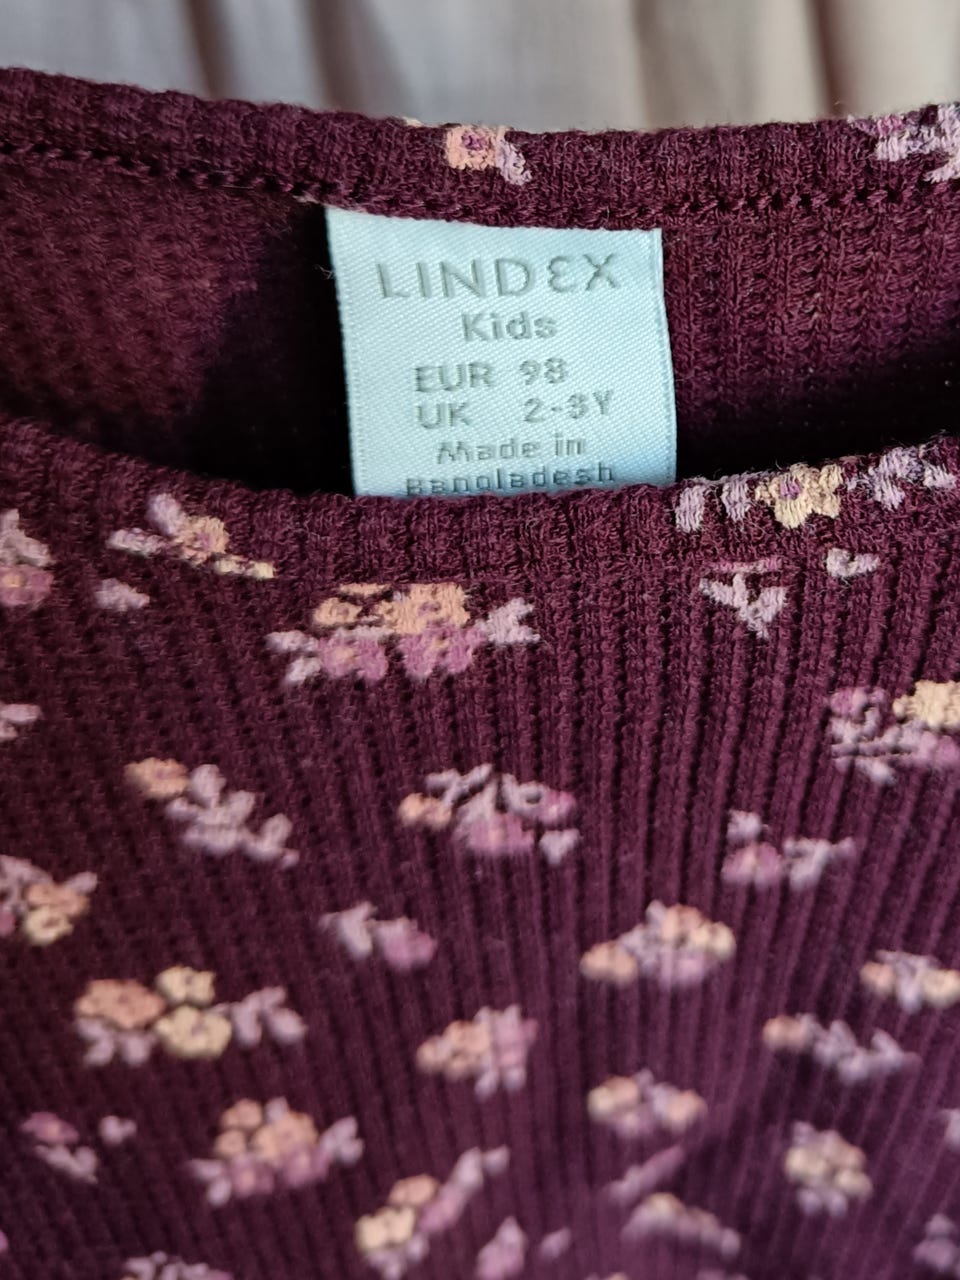 LINDEX
Kids
EUR 98
UK 2-3Y
Made in
Bangladesh